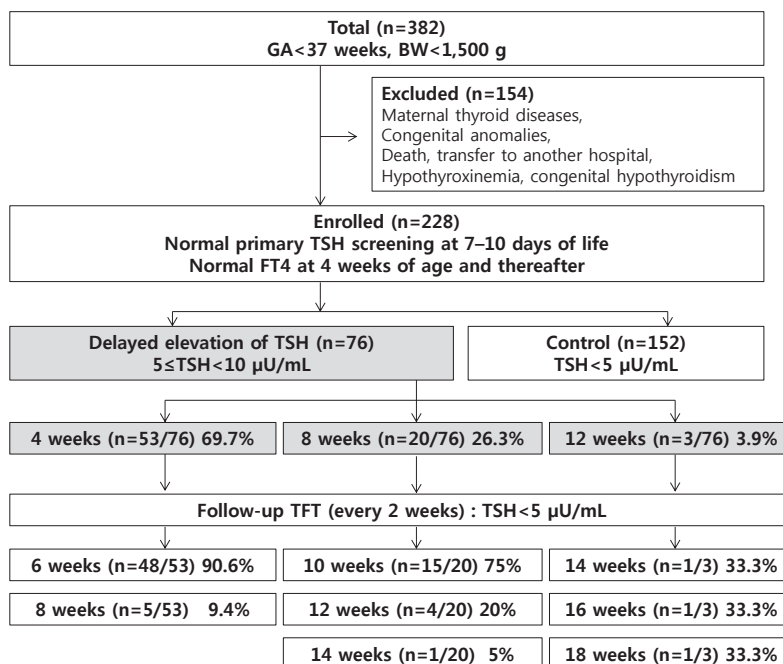 Total (n=382)
GA<37 weeks, BW<1,500 g
Excluded (n=154)
Maternal thyroid diseases,
Congenital anomalies,
Death, transfer to another hospital,
Hypothyroxinemia, congenital hypothyroidism
Enrolled (n=228)
Normal primary TSH screening at 7–10 days of life
Normal FT4 at 4 weeks of age and thereafter
Delayed elevation of TSH (n=76)
5≤TSH<10 μU/mL
Control (n=152)
TSH<5 μU/mL
4 weeks (n=53/76) 69.7%
8 weeks (n=20/76) 26.3%
12 weeks (n=3/76) 3.9%
Follow-up TFT (every 2 weeks) : TSH<5 μU/mL
6 weeks (n=48/53) 90.6%
10 weeks (n=15/20) 75%
14 weeks (n=1/3) 33.3%
8 weeks (n=5/53) 9.4%
12 weeks (n=4/20) 20%
16 weeks (n=1/3) 33.3%
14 weeks (n=1/20) 5%
18 weeks (n=1/3) 33.3%